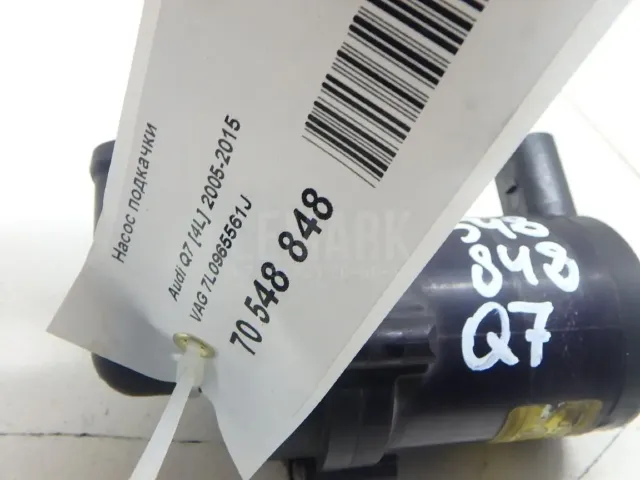 Насос подкачки
Audi Q7 [4L] 2005-2015
VAG 7L0965561J
70 548 848
548
848
Q7